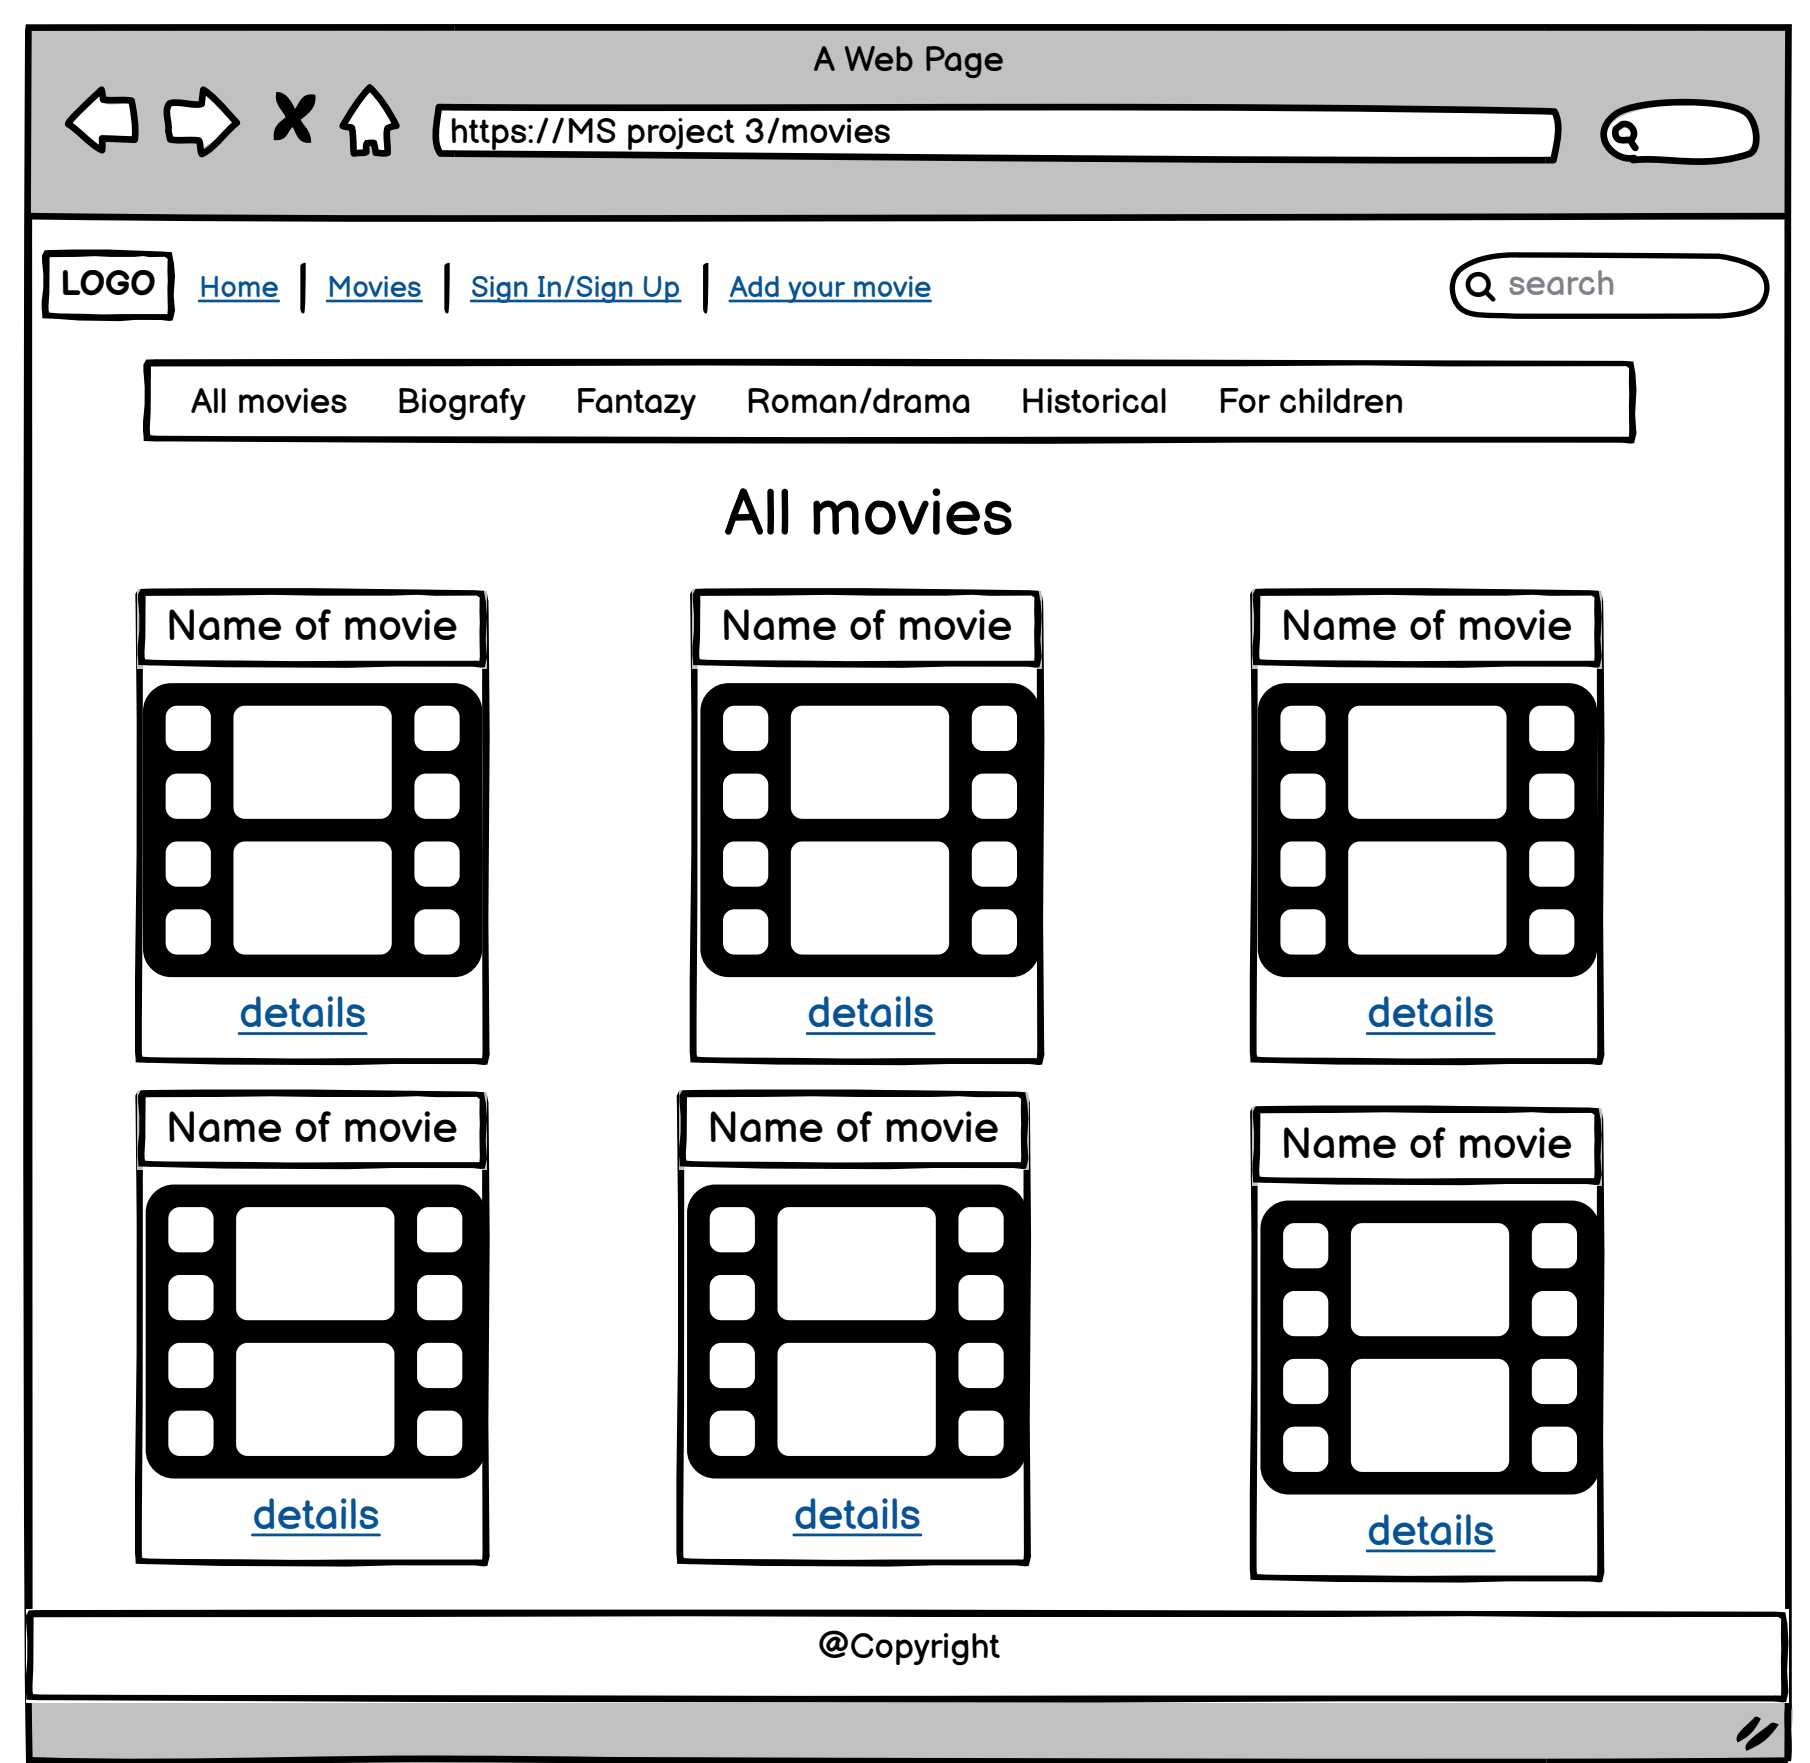 A Web Page
https://MS project 3/movies
LOGO Home Movies Sign In/Sign Up Add your movie search
All movies Biografy Fantazy Roman/drama Historical For children
All movies
Name of movie Name of movie Name of movie
details details details
Name of movie Name of movie Name of movie
details details details
@Copyright